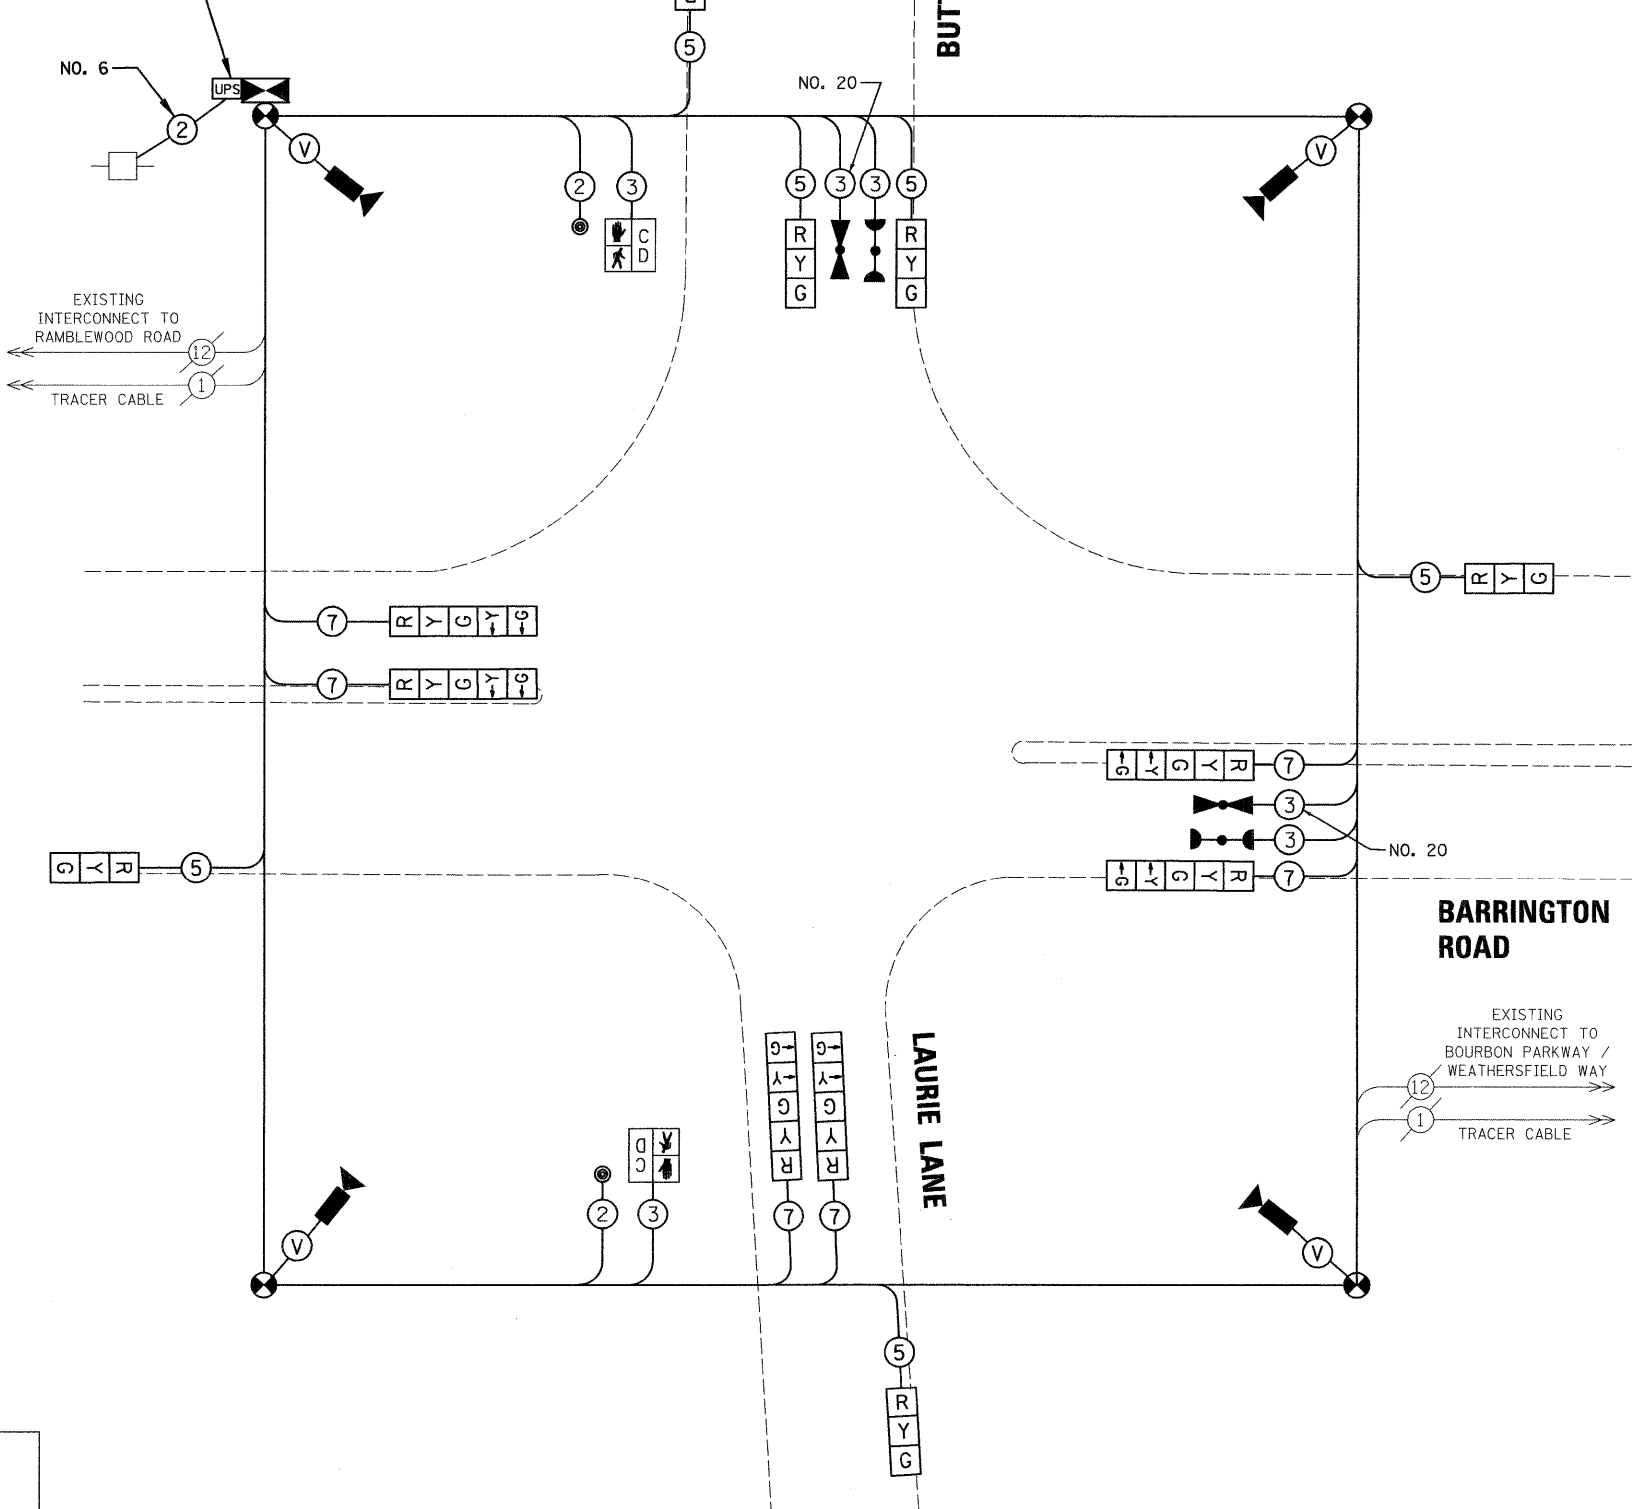 BUT
5
NO. 6
UPS
2
NO. 20
V
V
2
3
5
3
3
5
C
D
R
Y
G
R
Y
G
EXISTING
INTERCONNECT TO
RAMBLEWOOD ROAD
12
1
TRACER CABLE
5
R Y G
7
R Y G Y G
7
R Y G Y G
G Y G Y R
7
3
3
NO. 20
G Y G Y R
7
G Y R
5
BARRINGTON
ROAD
EXISTING
INTERCONNECT TO
BOURBON PARKWAY /
WEATHERSFIELD WAY
12
1
TRACER CABLE
LAURIE LANE
G
Y
G
Y
R
G
Y
G
Y
R
C
D
2
3
7
7
V
V
5
R
Y
G